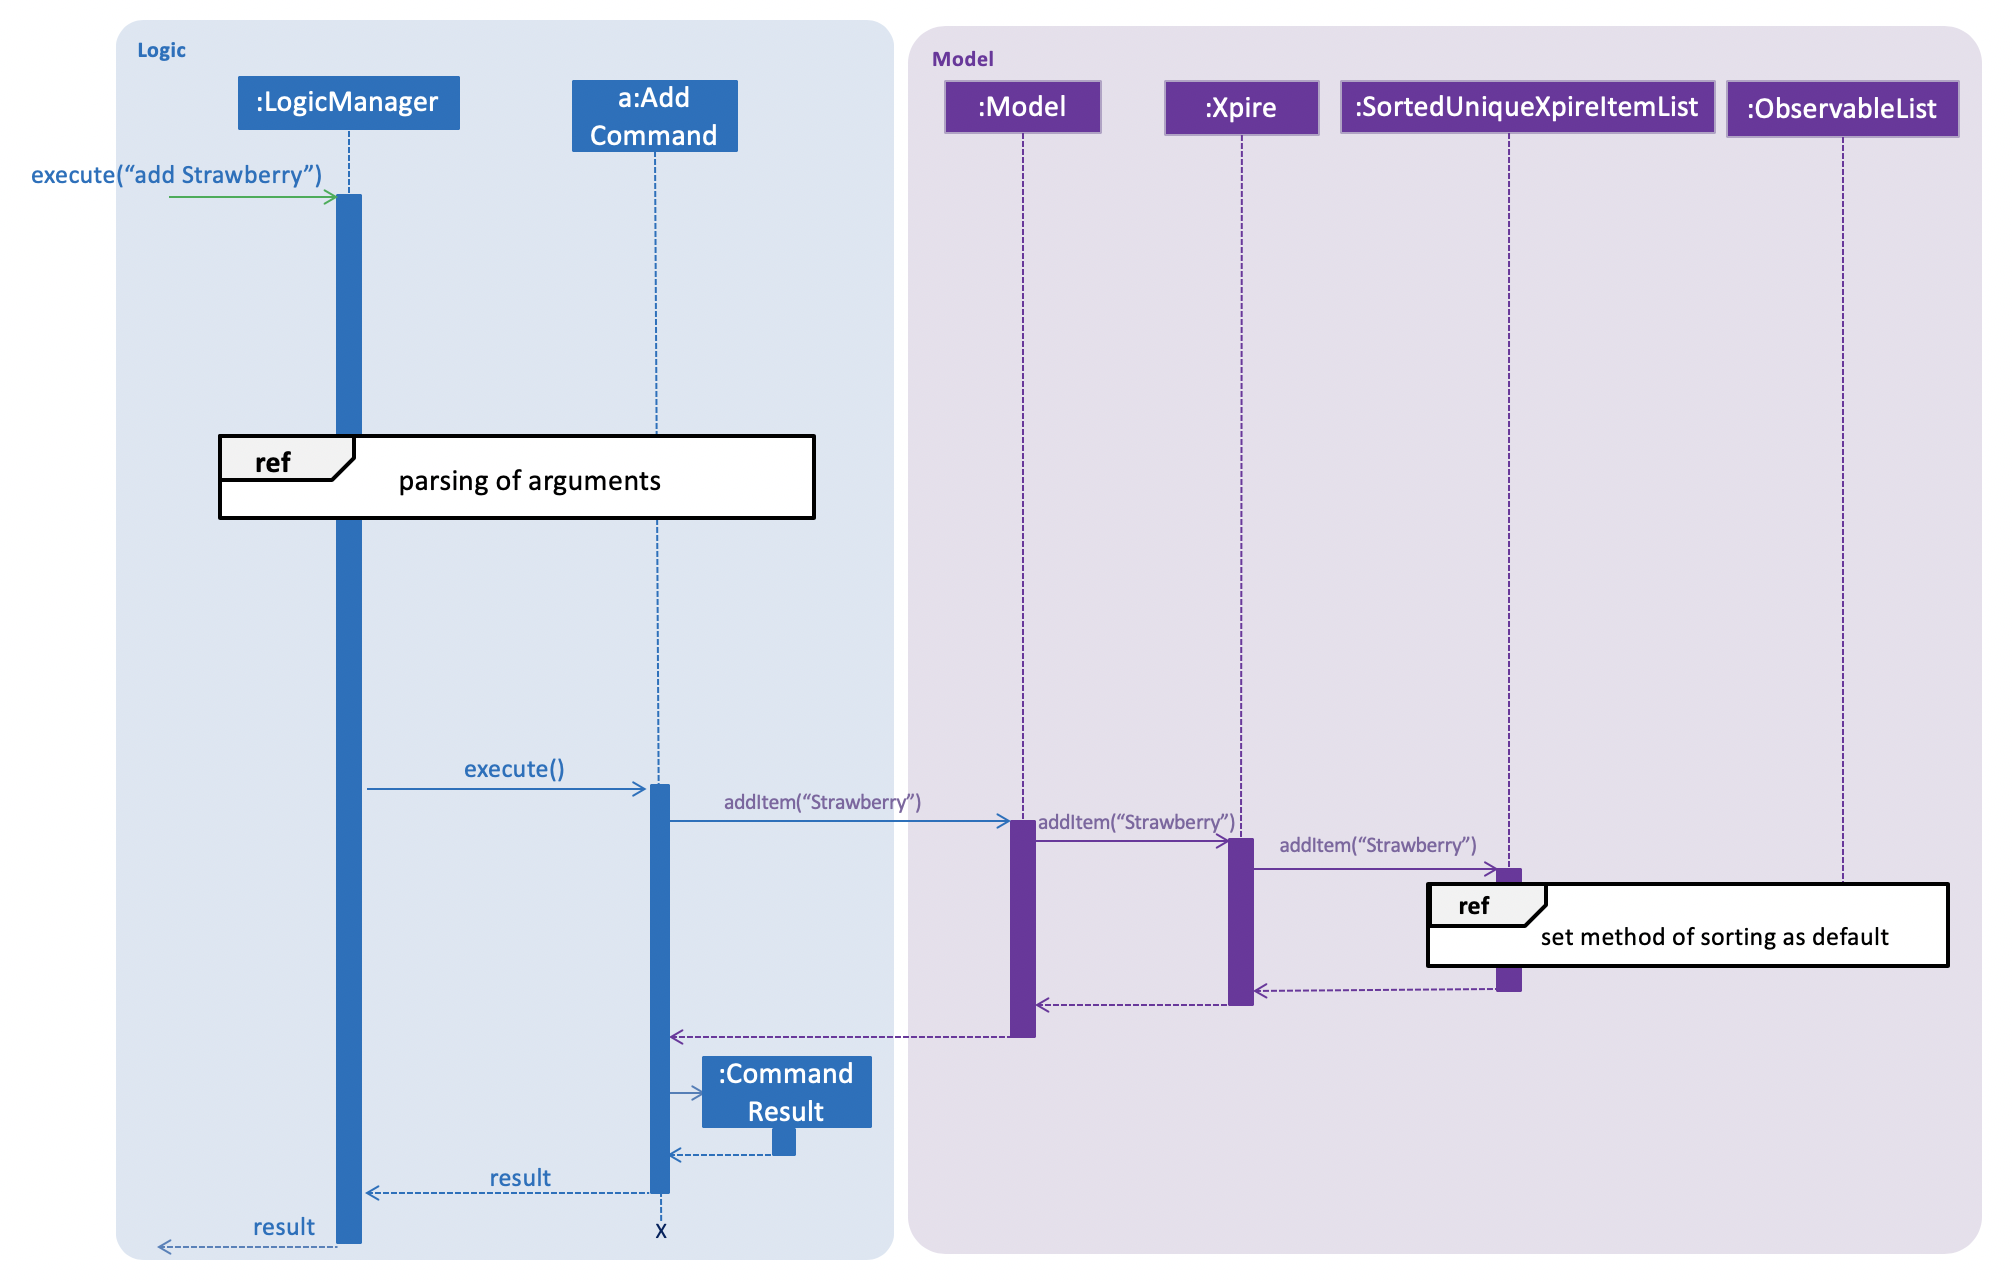 Logic
Model
:LogicManager
a:Add
Command
:Model
:Xpire
:SortedUniqueXpireItemList
:ObservableList
execute(“add Strawberry”)
ref
parsing of arguments
execute()
addItem(“Strawberry”)
addItem(“Strawberry”)
addItem(“Strawberry”)
ref
set method of sorting as default
:Command
Result
result
result
X